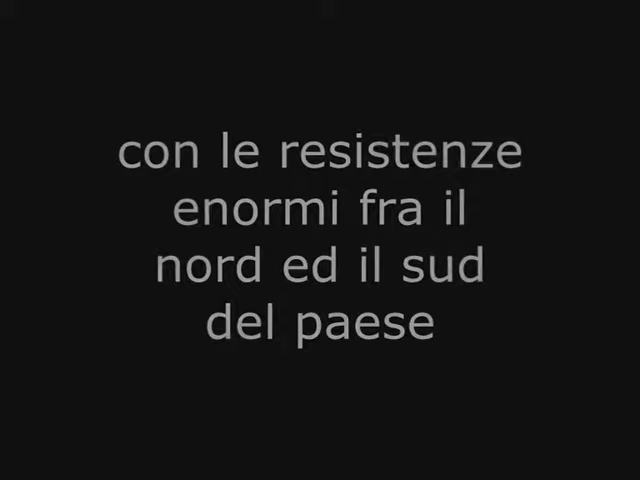 con le resistenze
enormi fra il
nord ed il sud
del paese